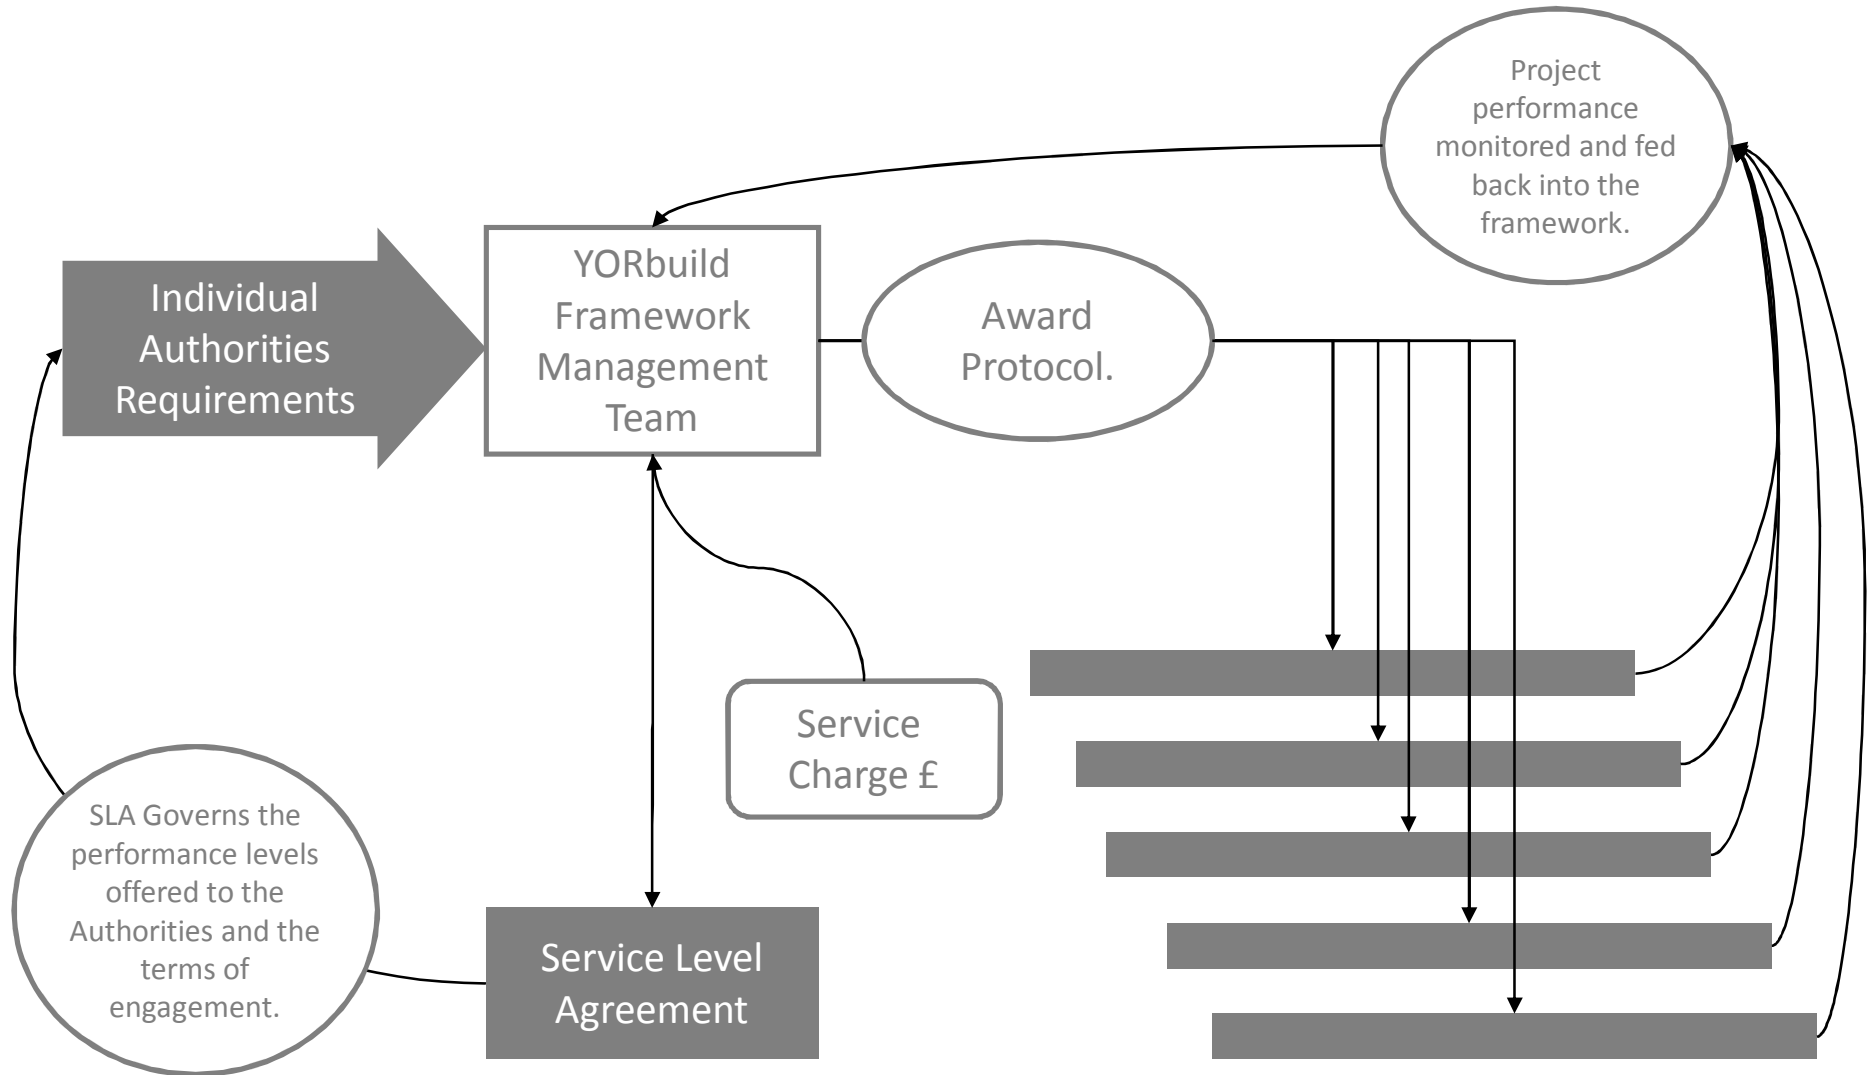 Project
performance
monitored and fed
back into the
framework.
Individual
Authorities
Requirements
YORbuild
Framework
Management
Team
Award
Protocol.
Service
Charge £
SLA Governs the
performance levels
offered to the
Authorities and the
terms of
engagement.
Service Level
Agreement